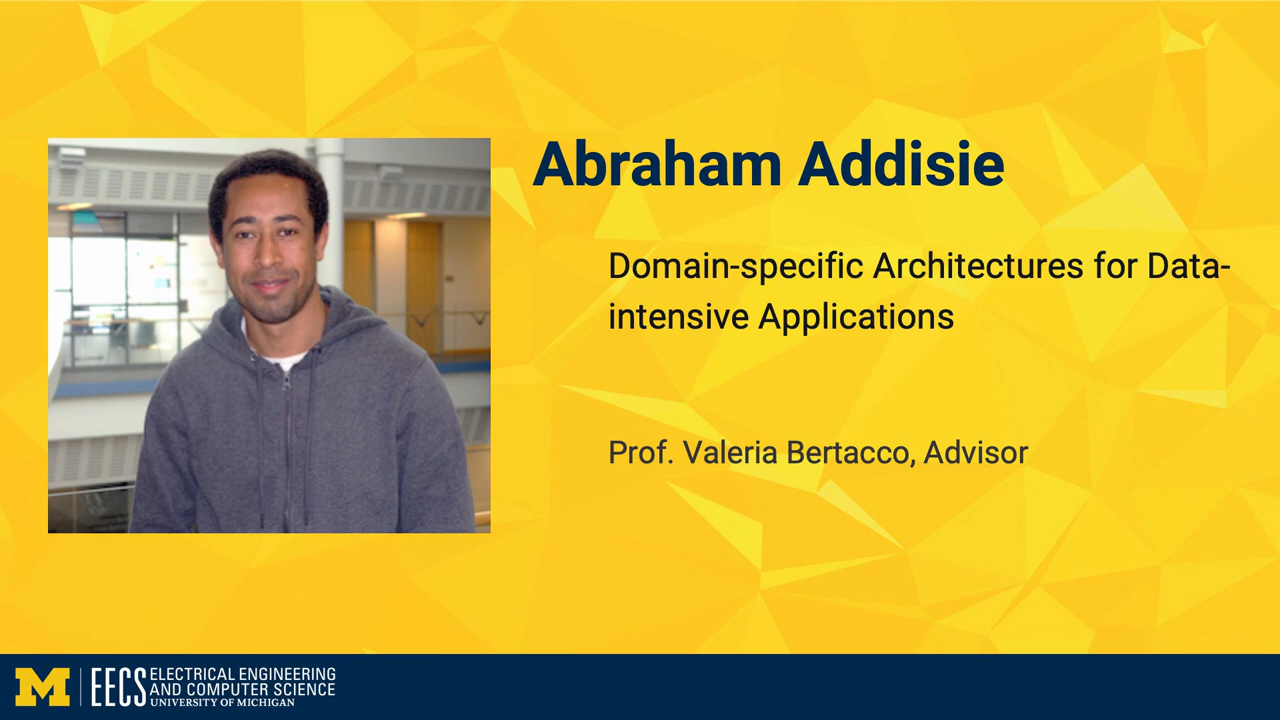 Abraham Addisie
Domain-specific Architectures for Data-
intensive Applications
Prof. Valeria Bertacco, Advisor
M EECS ELECTRICAL ENGINEERING
AND COMPUTER SCIENCE
UNIVERSITY OF MICHIGAN